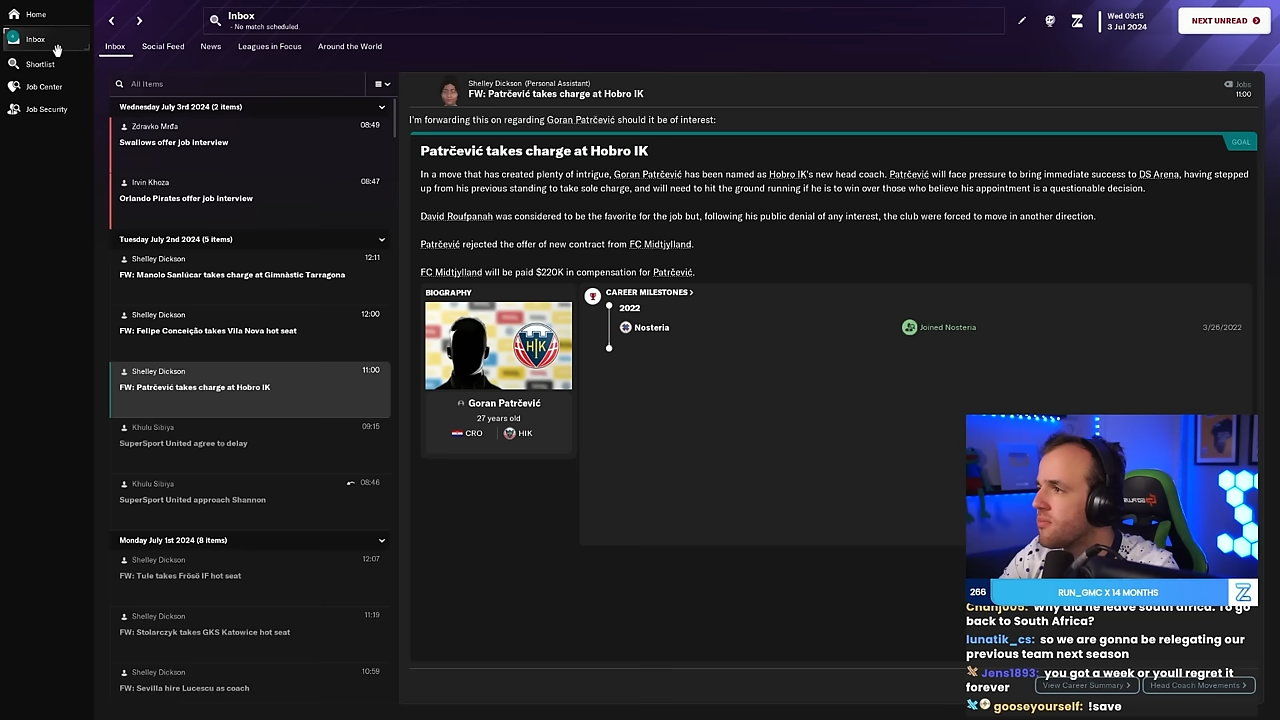 Home
Inbox
Shortlist
Job Center
Job Security
Inbox
- No match scheduled.
Wed 09:15
3 Jul 2024
NEXT UNREAD
Inbox
Social Feed
News
Leagues in Focus
Around the World
All Items
Wednesday July 3rd 2024 (2 items)
Zdravko Mrđa
08:49
Swallows offer job interview
Irvin Khoza
08:47
Orlando Pirates offer job interview
Tuesday July 2nd 2024 (5 items)
Shelley Dickson
12:11
FW: Manolo Sanlúcar takes charge at Gimnàstic Tarragona
Shelley Dickson
12:00
FW: Felipe Conceição takes Vila Nova hot seat
Shelley Dickson
11:00
FW: Patrčević takes charge at Hobro IK
Khulu Sibiya
09:15
SuperSport United agree to delay
Khulu Sibiya
08:46
SuperSport United approach Shannon
Monday July 1st 2024 (8 items)
Shelley Dickson
12:07
FW: Tule takes Frösö IF hot seat
Shelley Dickson
11:19
FW: Stolarczyk takes GKS Katowice hot seat
Shelley Dickson
10:59
FW: Sevilla hire Lucescu as coach
Shelley Dickson (Personal Assistant)
FW: Patrčević takes charge at Hobro IK
Jobs
11:00
I'm forwarding this on regarding Goran Patrčević should it be of interest:
GOAL
Patrčević takes charge at Hobro IK
In a move that has created plenty of intrigue, Goran Patrčević has been named as Hobro IK's new head coach. Patrčević will face pressure to bring immediate success to DS Arena, having stepped
up from his previous standing to take sole charge, and will need to hit the ground running if he is to win over those who believe his appointment is a questionable decision.
David Roufpanah was considered to be the favorite for the job but, following his public denial of any interest, the club were forced to move in another direction.
Patrčević rejected the offer of new contract from FC Midtjylland.
FC Midtjylland will be paid $220K in compensation for Patrčević.
BIOGRAPHY
HIK
Goran Patrčević
27 years old
CRO
HIK
CAREER MILESTONES >
2022
Nosteria
Joined Nosteria
3/26/2022
266
RUN_GMC X 14 MONTHS
Z
Chanj005: Why did he leave south africa. To go
back to South Africa?
lunatik_cs: so we are gonna be relegating our
previous team next season
Jens1893: you got a week or youll regret it
forever
View Career Summary >
Head Coach Movements >
gooseyourself: !save